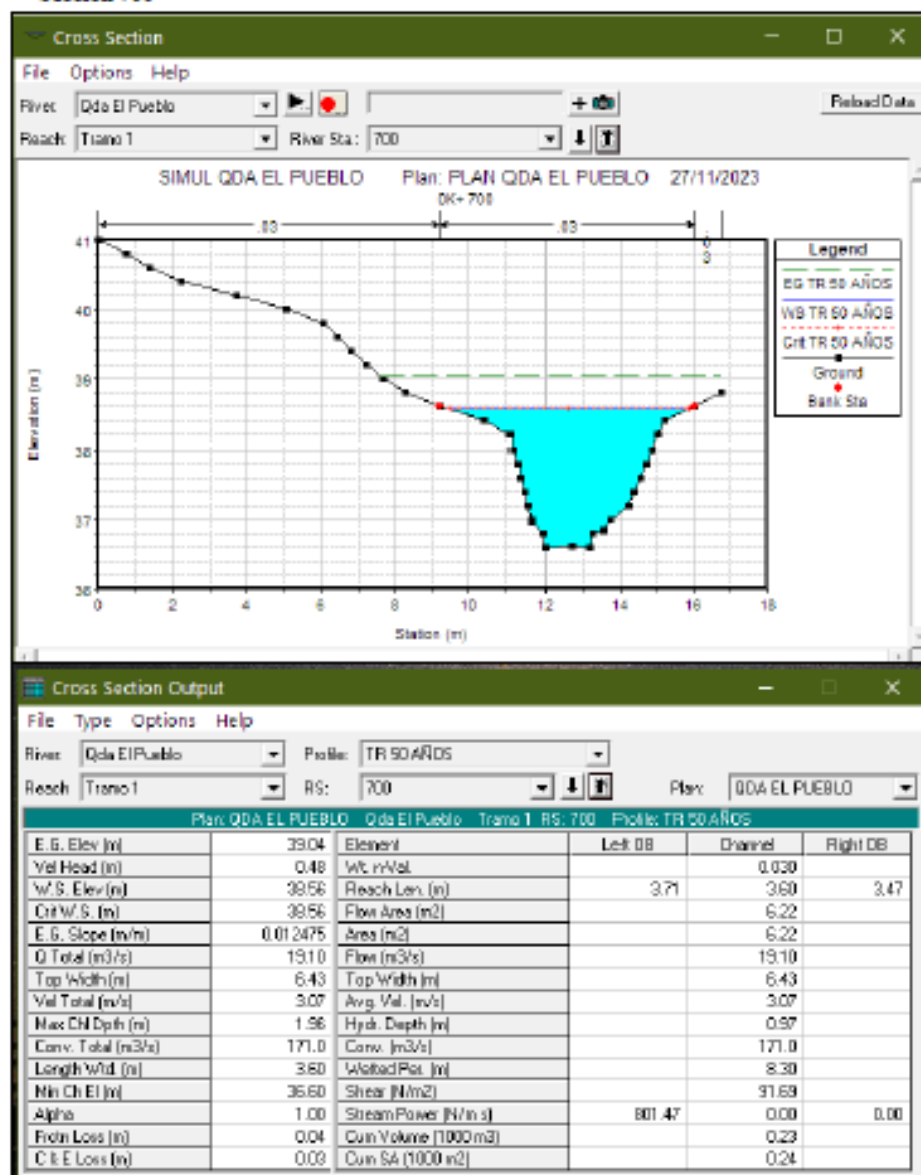 Cross Section
File Options Help
River: Qda El Pueblo
Reload Data
Reach: Tramo 1 River Sta.: 700
SIMUL QDA EL PUEBLO Plan: PLAN QDA EL PUEBLO 27/11/2023
0K+ 700
.03 .03 .03
Legend
EG TR 50 AÑOS
WS TR 50 AÑOS
Crit TR 50 AÑOS
Ground
Bank Sta
Elevation (m)
41
40
39
38
37
36
0 2 4 6 8 10 12 14 16 18
Station (m)
Cross Section Output
File Type Options Help
River: Qda El Pueblo Profile: TR 50 AÑOS
Reach Tramo 1 RS: 700 Plan: QDA EL PUEBLO
Plan: QDA EL PUEBLO Qda El Pueblo Tramo 1 RS: 700 Profile: TR 50 AÑOS
E.G. Elev (m) 39.04 Element Left OB Channel Right OB
Vel Head (m) 0.48 Wt. n-Val. 0.030
W.S. Elev (m) 38.56 Reach Len. (m) 3.71 3.60 3.47
Crit W.S. (m) 38.56 Flow Area (m2) 6.22
E.G. Slope (m/m) 0.012475 Area (m2) 6.22
Q Total (m3/s) 19.10 Flow (m3/s) 19.10
Top Width (m) 6.43 Top Width (m) 6.43
Vel Total (m/s) 3.07 Avg. Vel. (m/s) 3.07
Max Chl Dpth (m) 1.96 Hydr. Depth (m) 0.97
Conv. Total (m3/s) 171.0 Conv. (m3/s) 171.0
Length Wtd. (m) 3.60 Wetted Per. (m) 8.30
Min Ch El (m) 36.60 Shear (N/m2) 91.69
Alpha 1.00 Stream Power (N/m s) 801.47 0.00 0.00
Frctn Loss (m) 0.04 Cum Volume (1000 m3) 0.23
C & E Loss (m) 0.03 Cum SA (1000 m2) 0.24